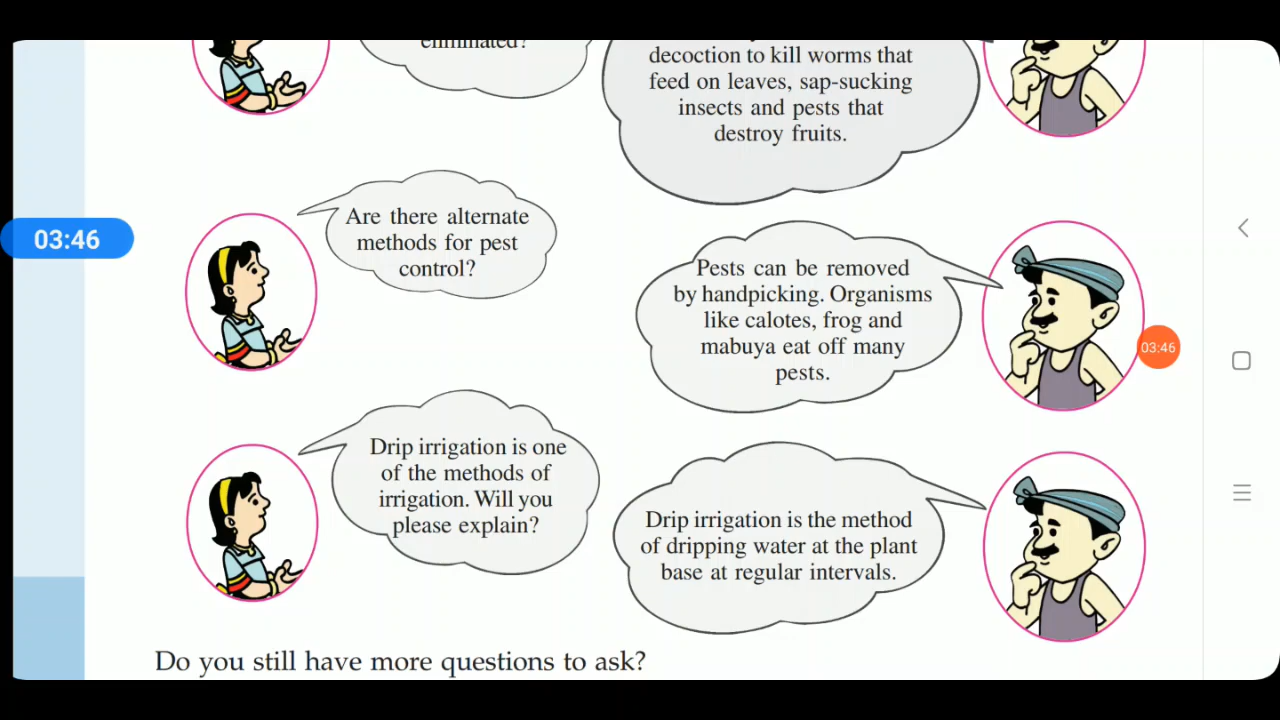 eliminated?
decoction to kill worms that
feed on leaves, sap-sucking
insects and pests that
destroy fruits.
Are there alternate
methods for pest
control?
03:46
Pests can be removed
by handpicking. Organisms
like calotes, frog and
mabuya eat off many
pests.
03:46
Drip irrigation is one
of the methods of
irrigation. Will you
please explain?
Drip irrigation is the method
of dripping water at the plant
base at regular intervals.
Do you still have more questions to ask?